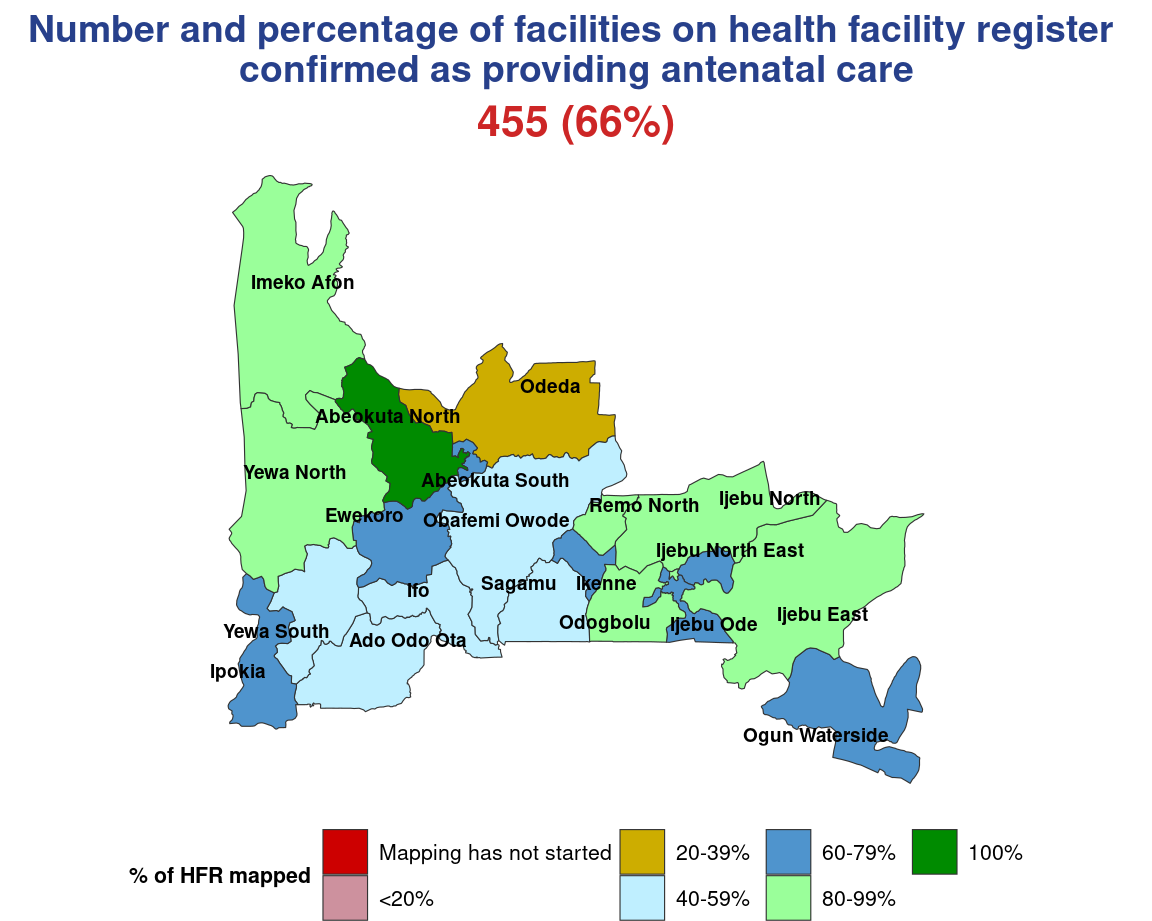 Number and percentage of facilities on health facility register
confirmed as providing antenatal care
455 (66%)
Imeko Afon
Odeda
Abeokuta North
Yewa North
Abeokuta South
Ijebu North
Remo North
Ewekoro
Obafemi Owode
Ijebu North East
Sagamu
Ikenne
Ifo
Ijebu East
Odogbolu
Ijebu Ode
Yewa South
Ado Odo Ota
Ipokia
Ogun Waterside
% of HFR mapped
Mapping has not started
<20%
20-39%
40-59%
60-79%
80-99%
100%